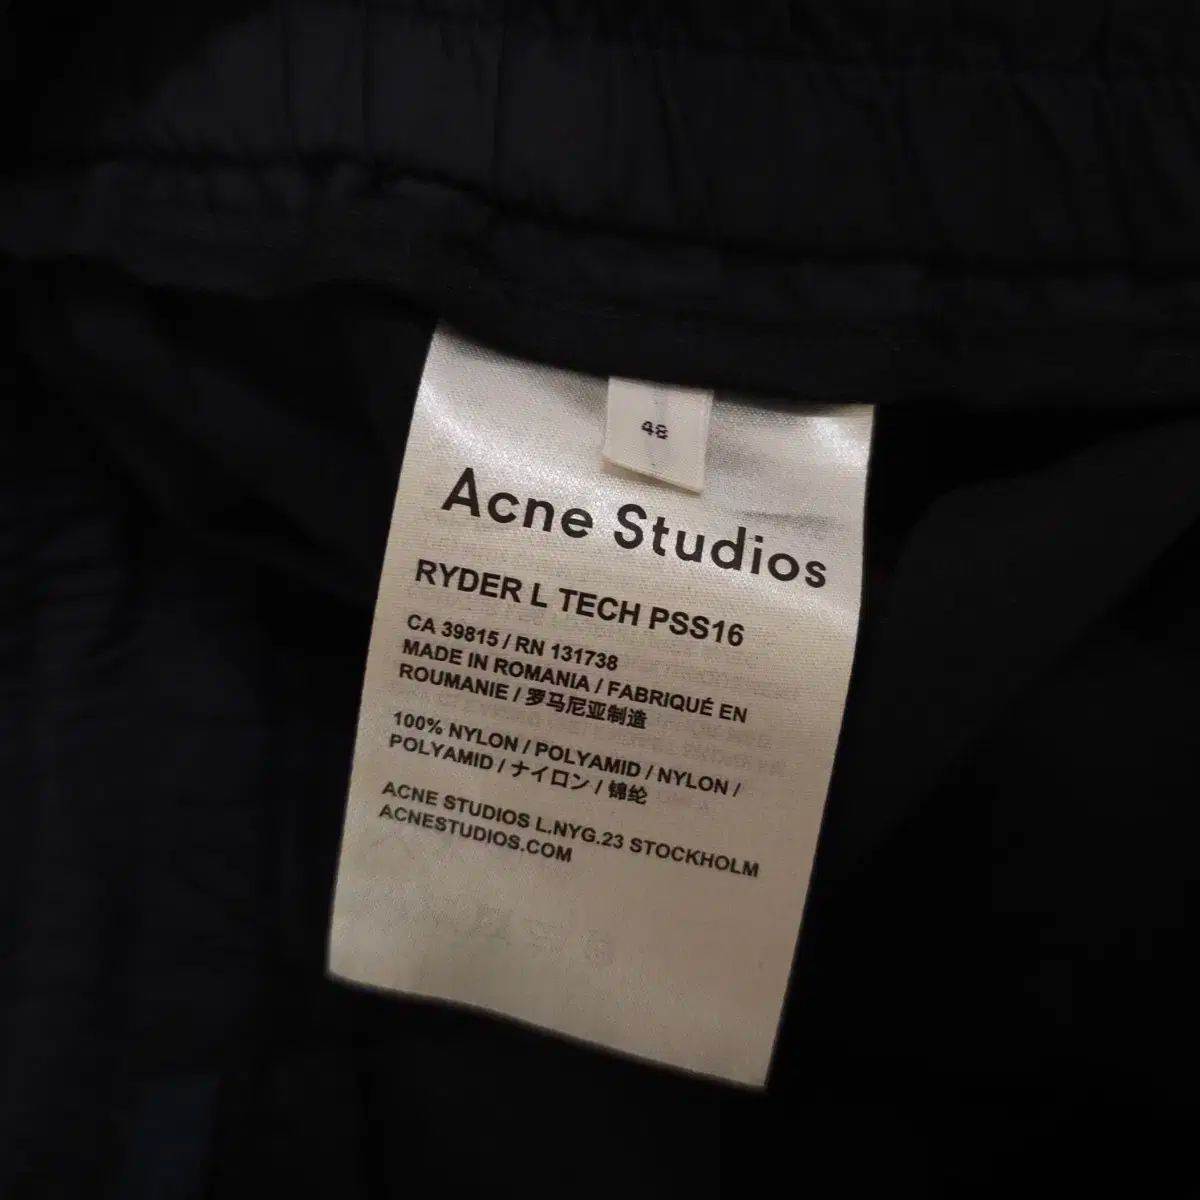 48
Acne Studios
RYDER L TECH PSS16
CA 39815 / RN 131738
MADE IN ROMANIA / FABRIQUÉ EN
ROUMANIE / 罗马尼亚制造
100% NYLON / POLYAMID / NYLON /
POLYAMID / ナイロン / 锦纶
ACNE STUDIOS L.NYG.23 STOCKHOLM
ACNESTUDIOS.COM